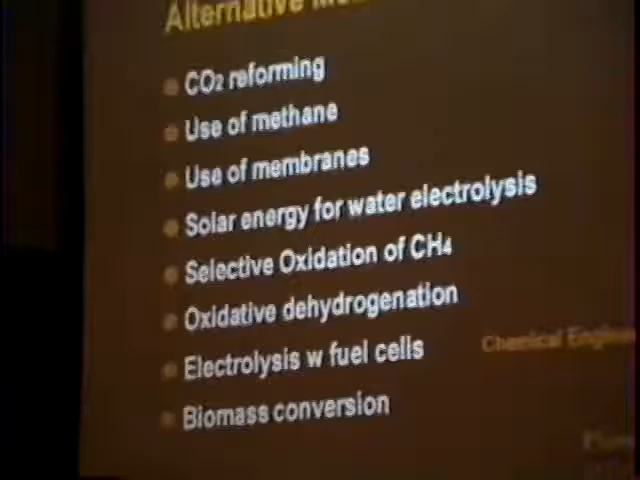 Alternative
CO2 reforming
Use of methane
Use of membranes
Solar energy for water electrolysis
Selective Oxidation of CH4
Oxidative dehydrogenation
Electrolysis w fuel cells
Biomass conversion
Chemical